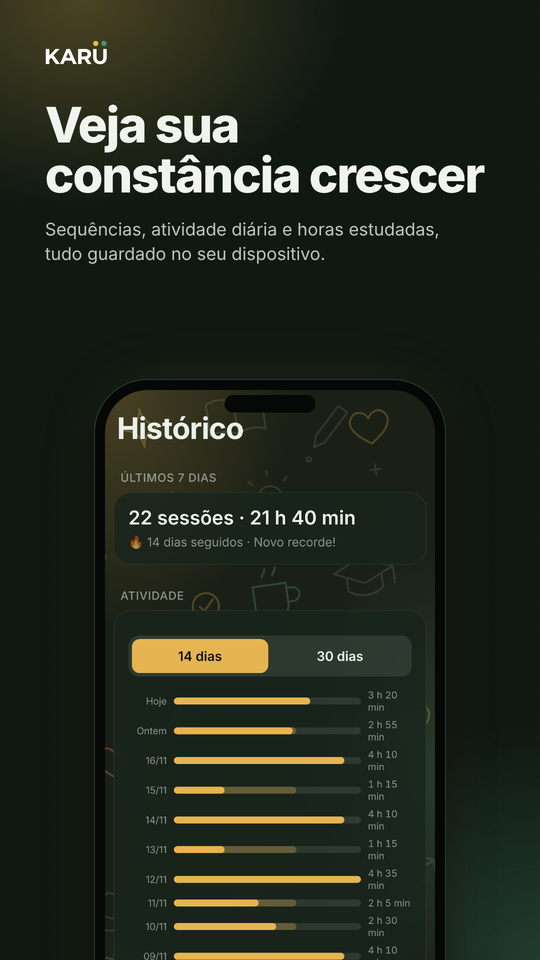 KARÜ
Veja sua
constância crescer
Sequências, atividade diária e horas estudadas,
tudo guardado no seu dispositivo.
Histórico
ÚLTIMOS 7 DIAS
22 sessões · 21 h 40 min
🔥 14 dias seguidos · Novo recorde!
ATIVIDADE
14 dias 30 dias
Hoje 3 h 20 min
Ontem 2 h 55 min
16/11 4 h 10 min
15/11 1 h 15 min
14/11 4 h 10 min
13/11 1 h 15 min
12/11 4 h 35 min
11/11 2 h 5 min
10/11 2 h 30 min
09/11 4 h 10